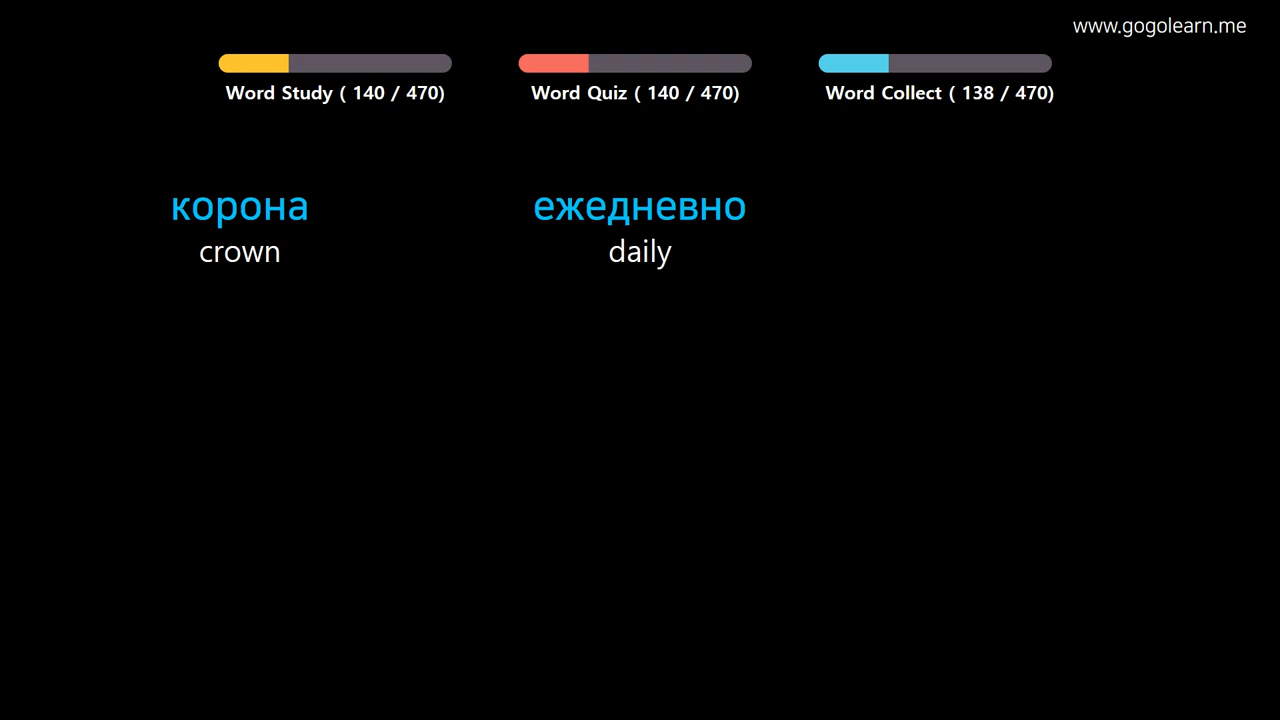 www.gogolearn.me
Word Study ( 140 / 470)
Word Quiz ( 140 / 470)
Word Collect ( 138 / 470)
корона
crown
ежедневно
daily